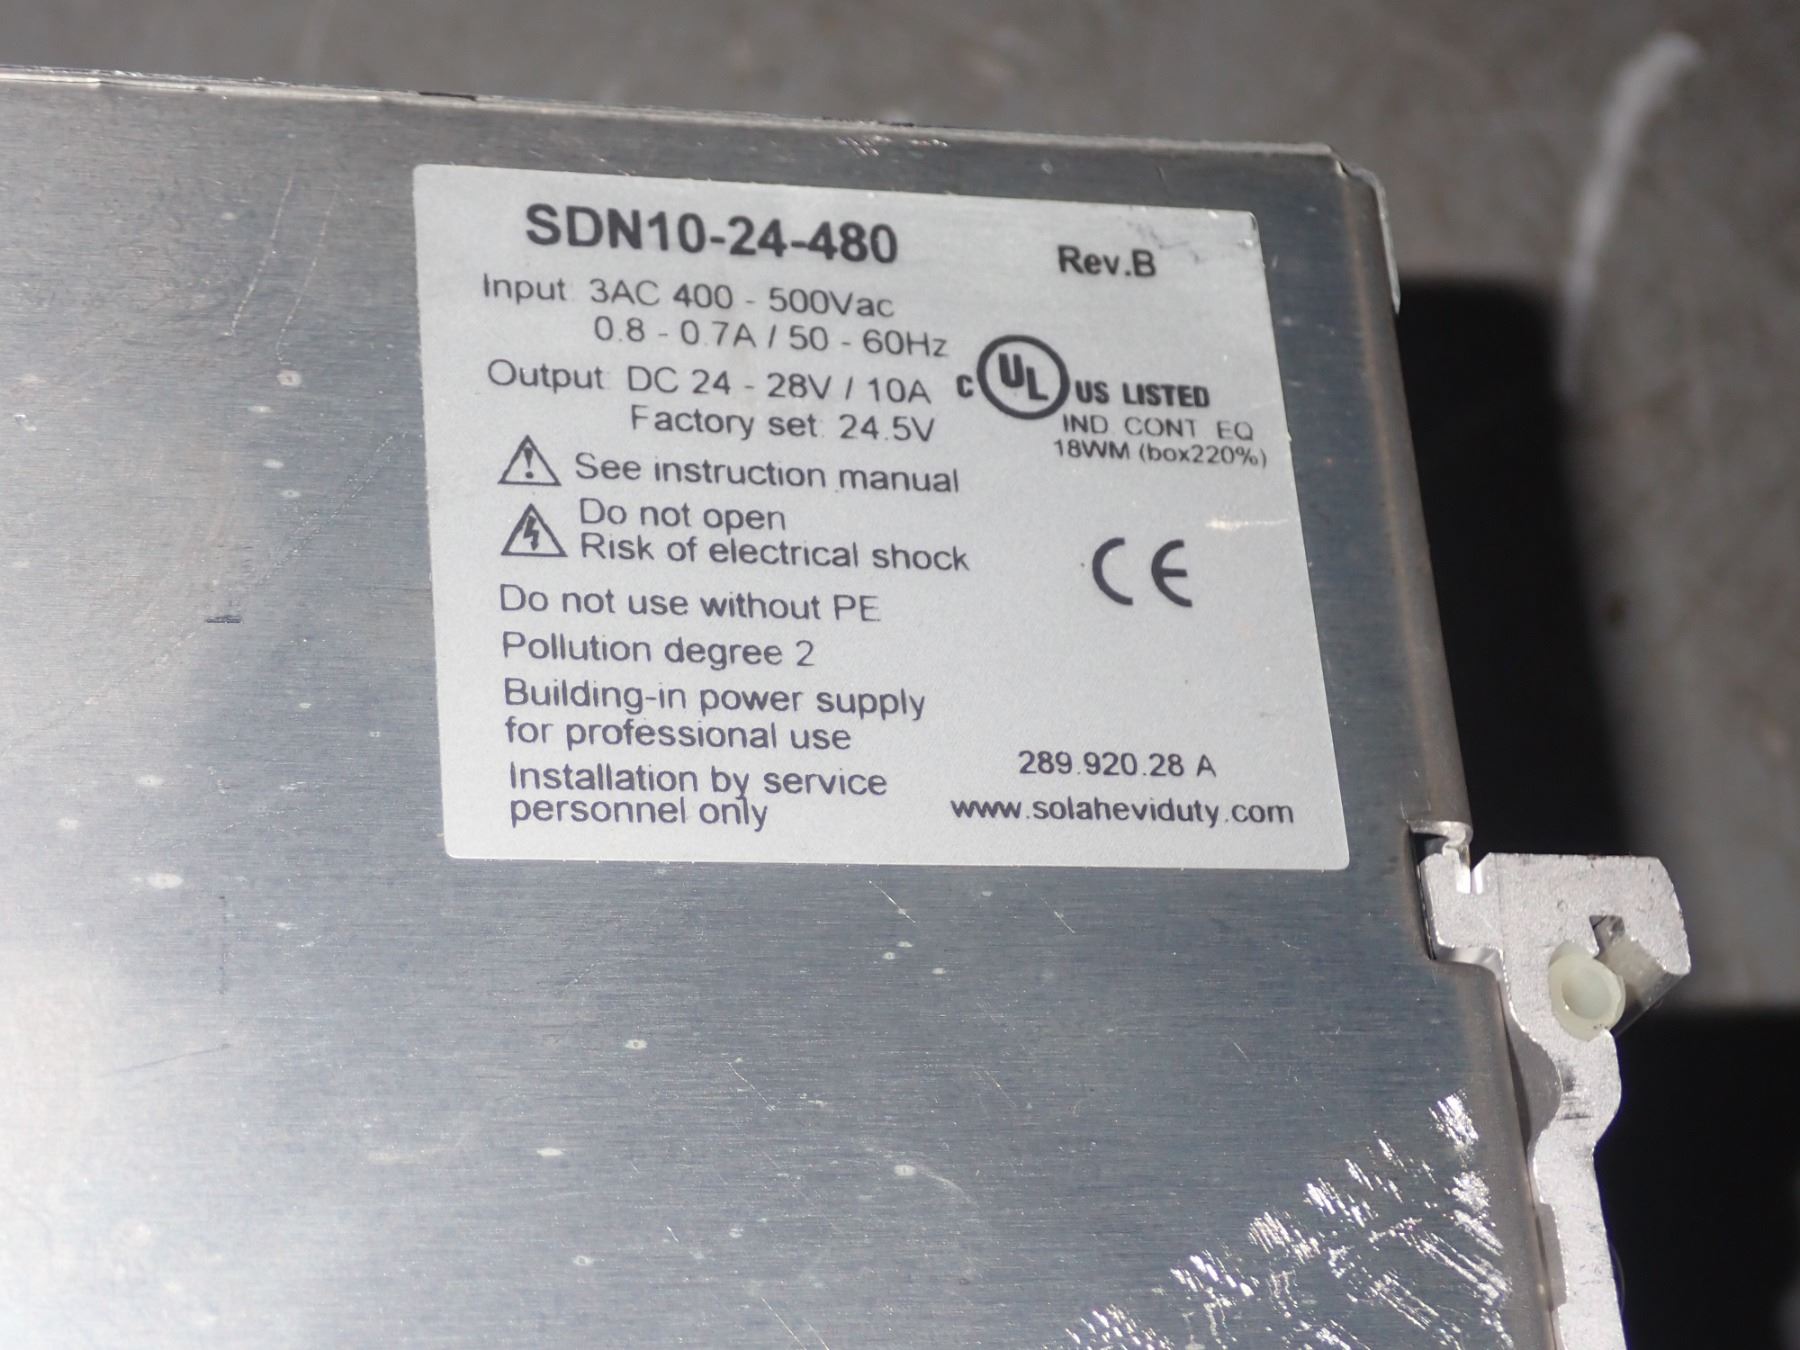 SDN10-24-480
Rev.B
Input 3AC 400 - 500Vac
0.8 - 0.7A / 50 - 60Hz
Output DC 24 - 28V / 10A
Factory set 24.5V
C UL US LISTED
IND. CONT. EQ
18WM (box220%)
See instruction manual
Do not open
Risk of electrical shock
CE
Do not use without PE
Pollution degree 2
Building-in power supply
for professional use
Installation by service
personnel only
289.920.28 A
www.solaheviduty.com